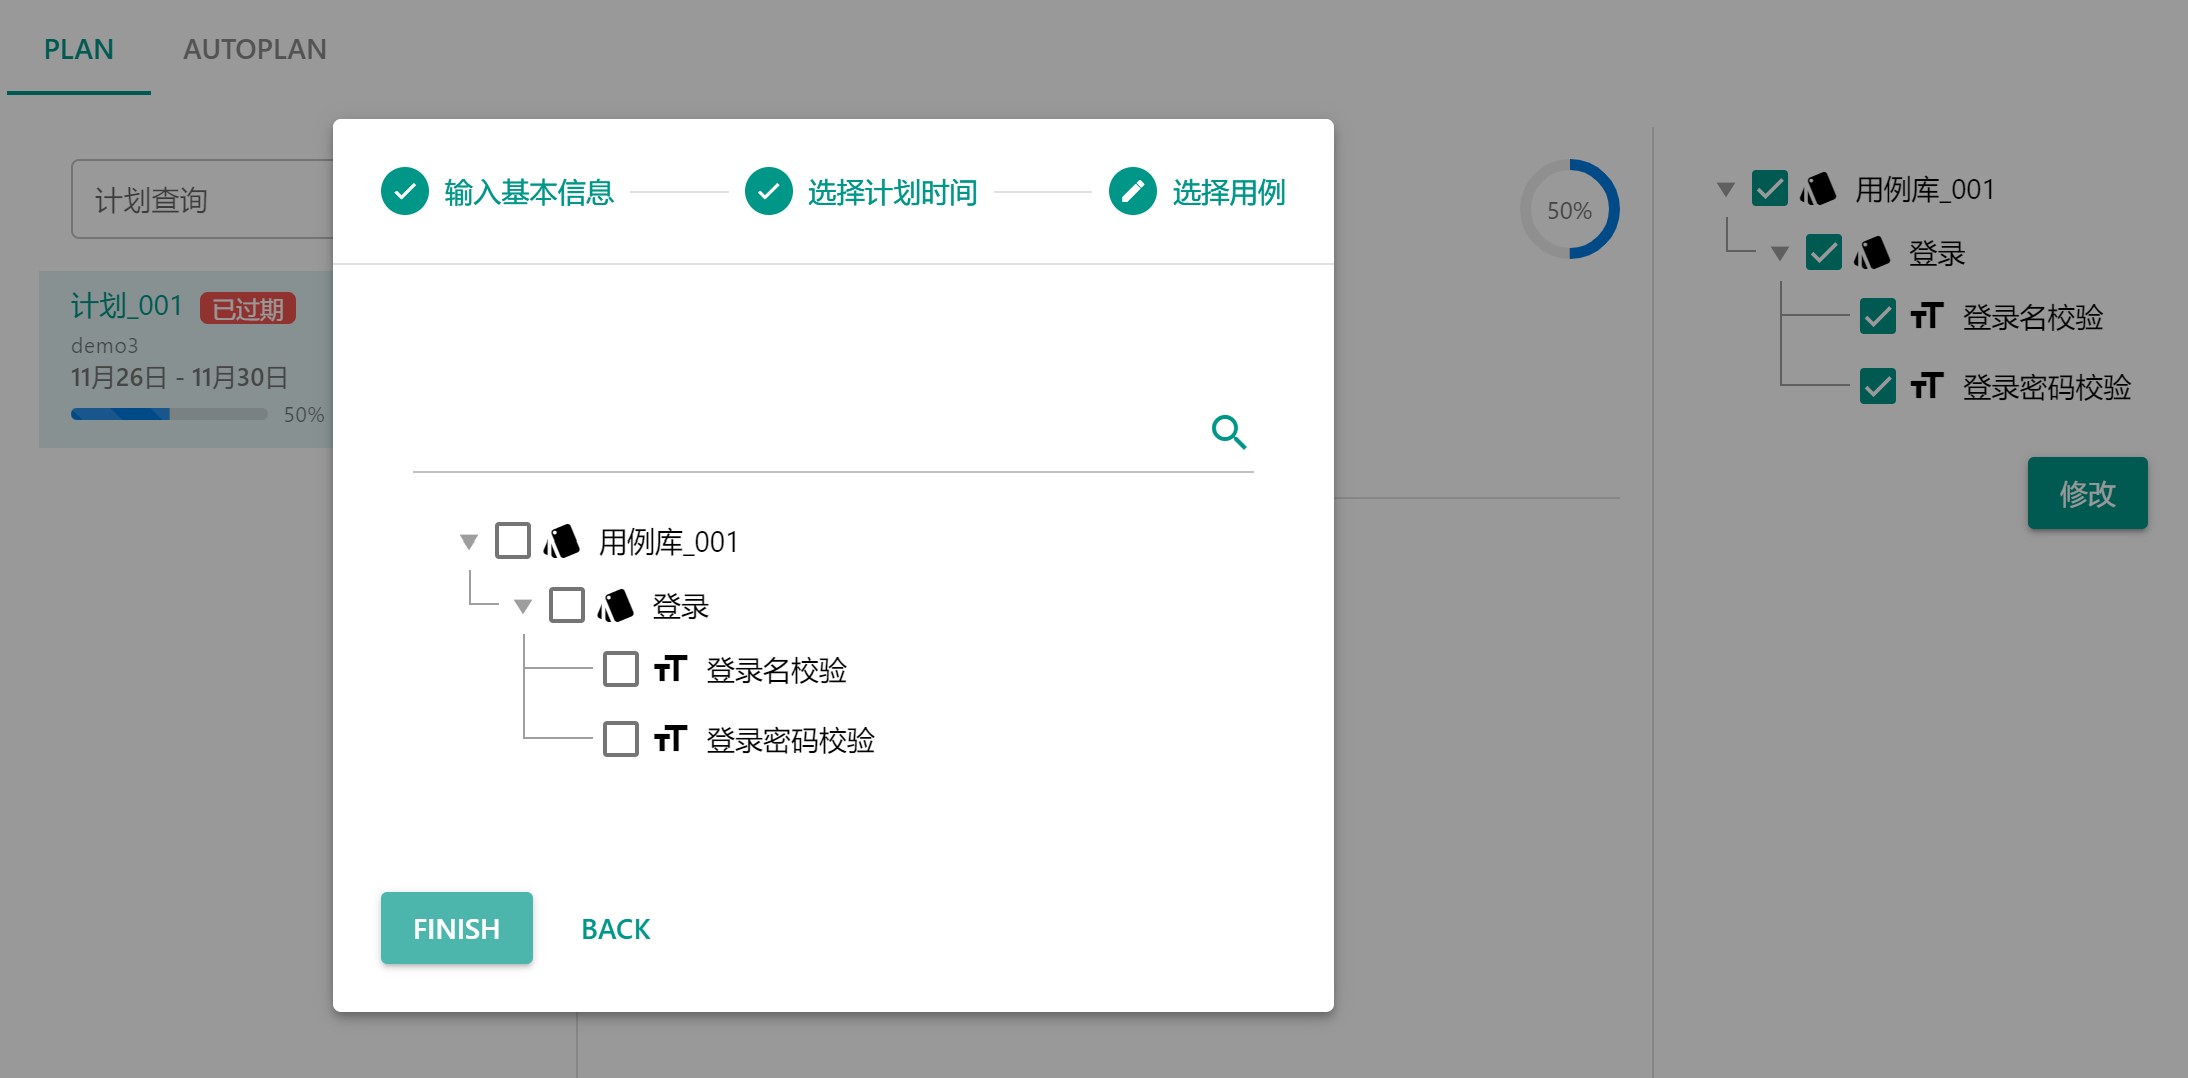 PLAN AUTOPLAN
计划查询
计划_001 已过期
demo3
11月26日 - 11月30日
50%
输入基本信息 选择计划时间 选择用例
用例库_001
登录
登录名校验
登录密码校验
FINISH BACK
50%
用例库_001
登录
登录名校验
登录密码校验
修改